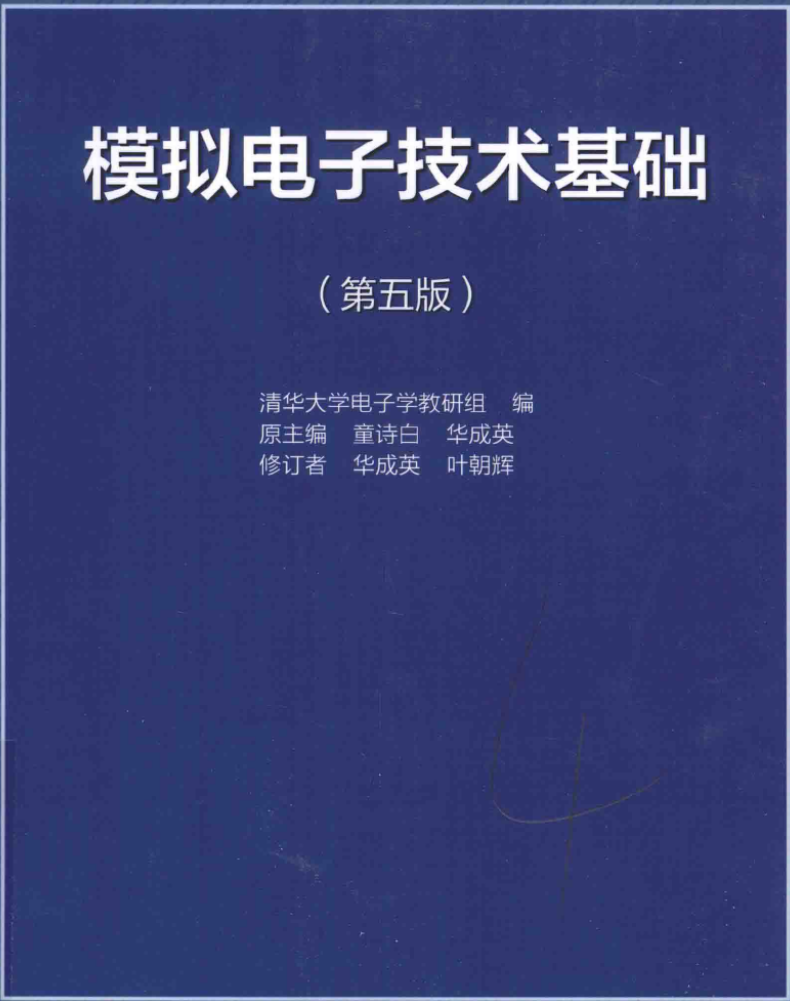 模拟电子技术基础
（第五版）
清华大学电子学教研组 编
原主编 童诗白 华成英
修订者 华成英 叶朝辉